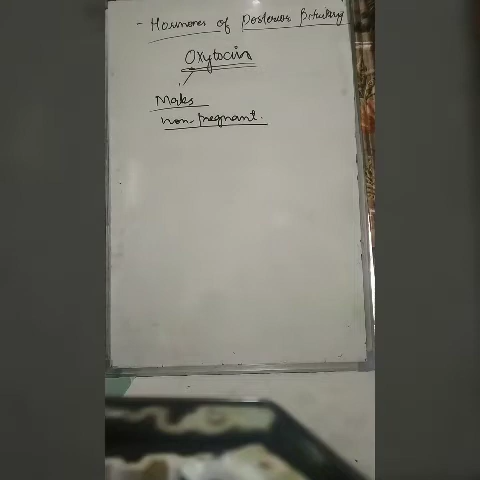 - Hormones of Posterior Pituitary
Oxytocin
Males
non-pregnant.